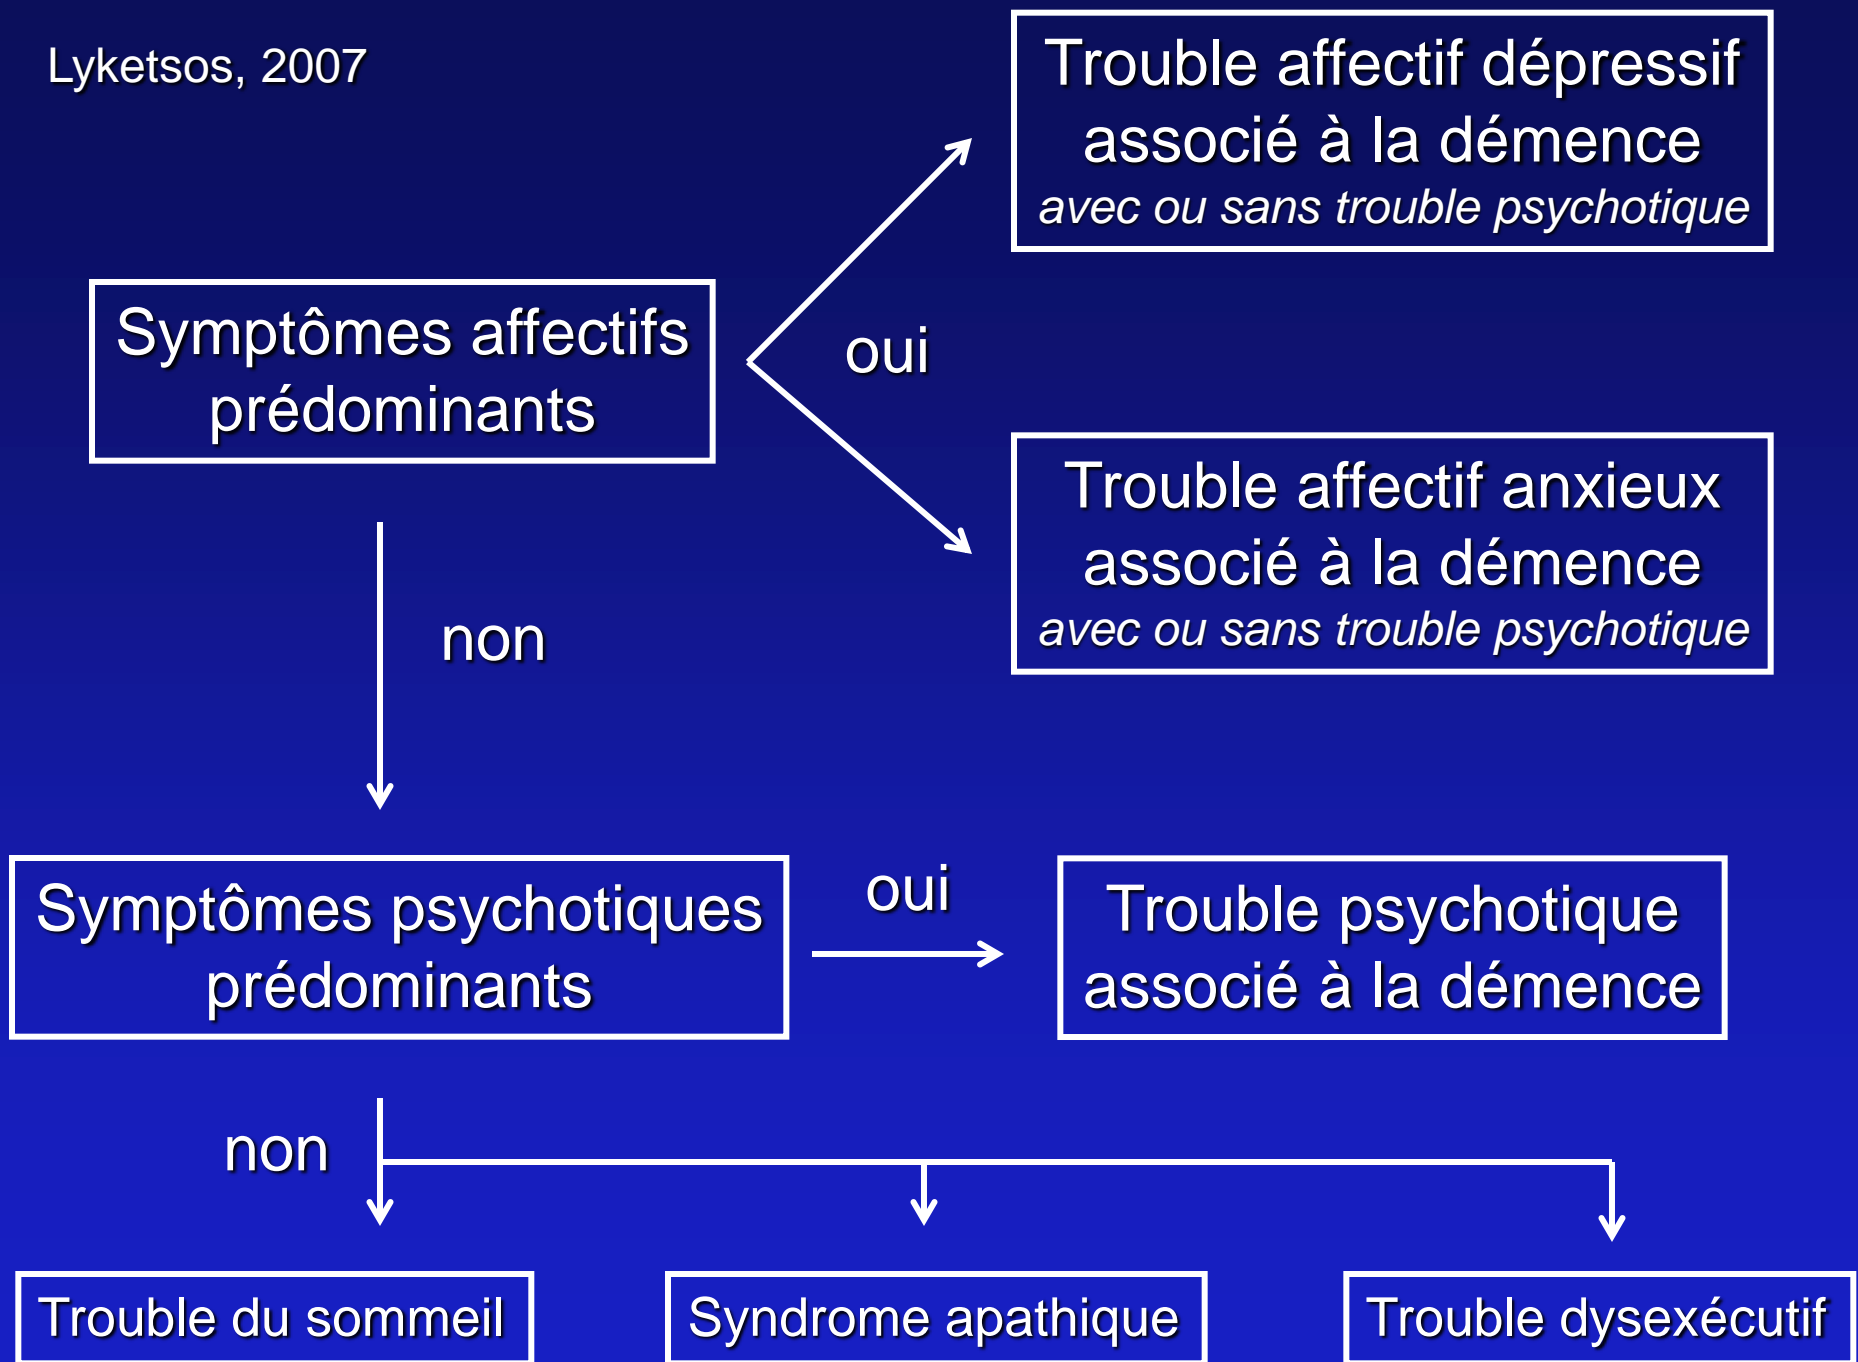 Lyketsos, 2007
Trouble affectif dépressif
associé à la démence
avec ou sans trouble psychotique
Symptômes affectifs
prédominants
oui
Trouble affectif anxieux
associé à la démence
avec ou sans trouble psychotique
non
Symptômes psychotiques
prédominants
oui
Trouble psychotique
associé à la démence
non
Trouble du sommeil
Syndrome apathique
Trouble dysexécutif